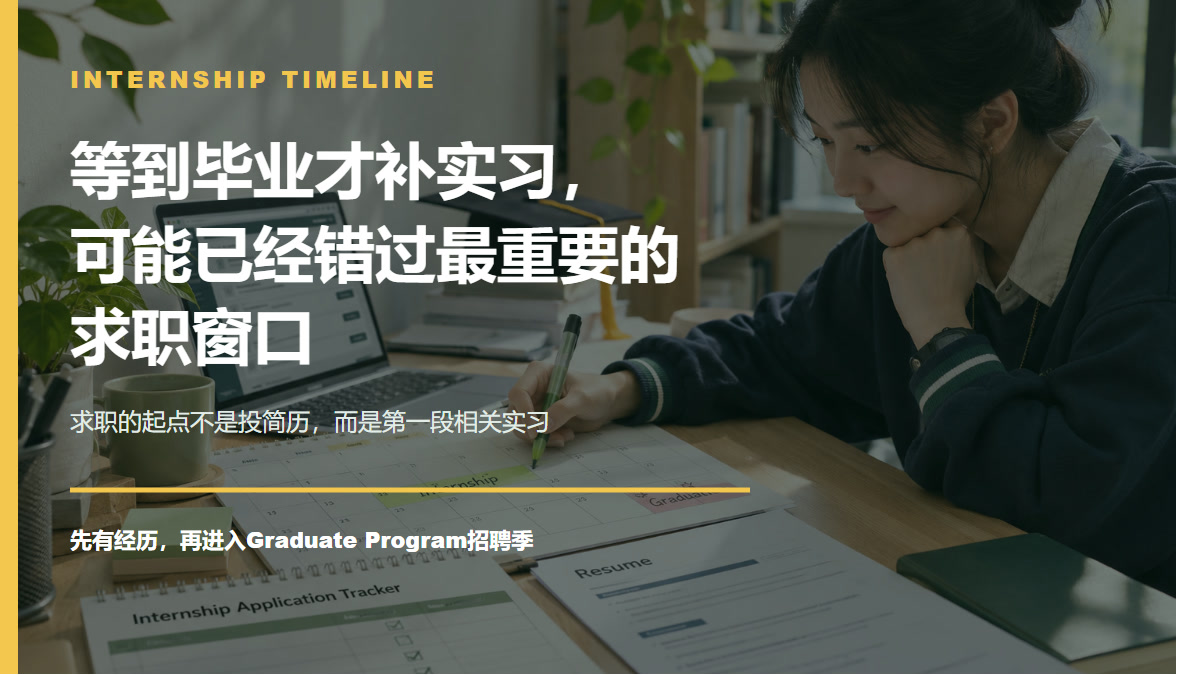 INTERNSHIP TIMELINE
等到毕业才补实习，
可能已经错过最重要的
求职窗口
求职的起点不是投简历，而是第一段相关实习
Internship
Graduat
先有经历，再进入Graduate Program招聘季
Resume
Internship Application Tracker